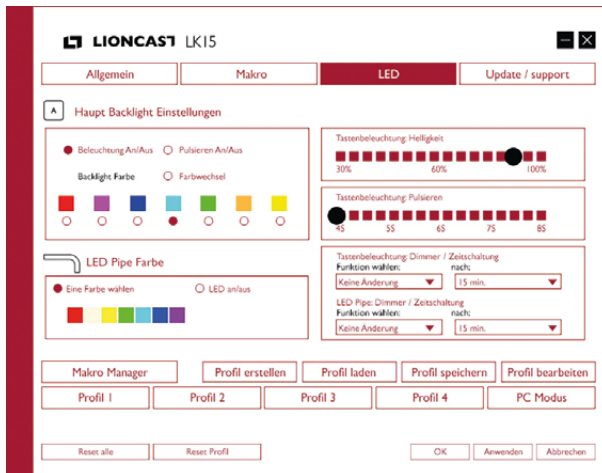 LIONCAST LK15
Allgemein Makro LED Update / support
A Haupt Backlight Einstellungen
Beleuchtung An/Aus Pulsieren An/Aus
Backlight Farbe Farbwechsel
Tastenbeleuchtung: Helligkeit
30% 60% 100%
Tastenbeleuchtung: Pulsieren
4S 5S 6S 7S 8S
LED Pipe Farbe
Eine Farbe wählen LED an/aus
Tastenbeleuchtung: Dimmer / Zeitschaltung
Funktion wählen: nach:
Keine Änderung 15 min.
LED Pipe: Dimmer / Zeitschaltung
Funktion wählen: nach:
Keine Änderung 15 min.
Makro Manager Profil erstellen Profil laden Profil speichern Profil bearbeiten
Profil 1 Profil 2 Profil 3 Profil 4 PC Modus
Reset alle Reset Profil OK Anwenden Abbrechen